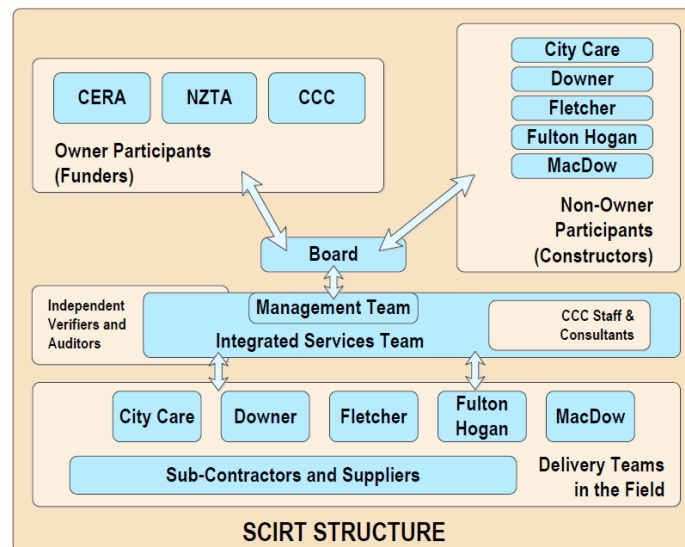 CERA
NZTA
CCC
Owner Participants
(Funders)
City Care
Downer
Fletcher
Fulton Hogan
MacDow
Non-Owner
Participants
(Constructors)
Board
Independent
Verifiers and
Auditors
Management Team
Integrated Services Team
CCC Staff &
Consultants
City Care
Downer
Fletcher
Fulton
Hogan
MacDow
Sub-Contractors and Suppliers
Delivery Teams
in the Field
SCIRT STRUCTURE